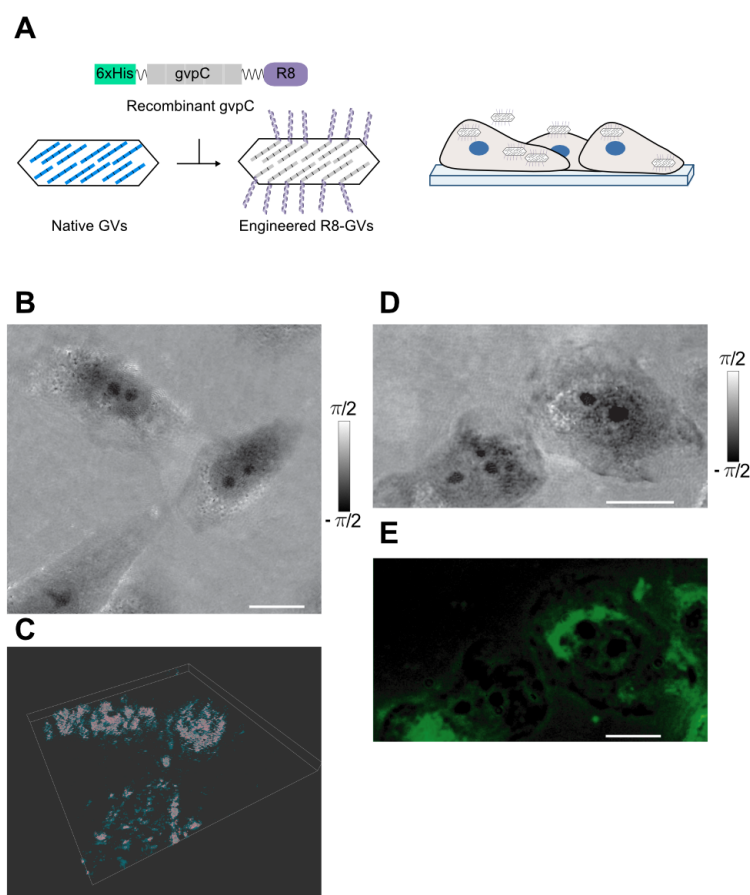 A
6xHis gvpC R8
Recombinant gvpC
Native GVs
Engineered R8-GVs
B
π/2
- π/2
D
π/2
- π/2
E
C